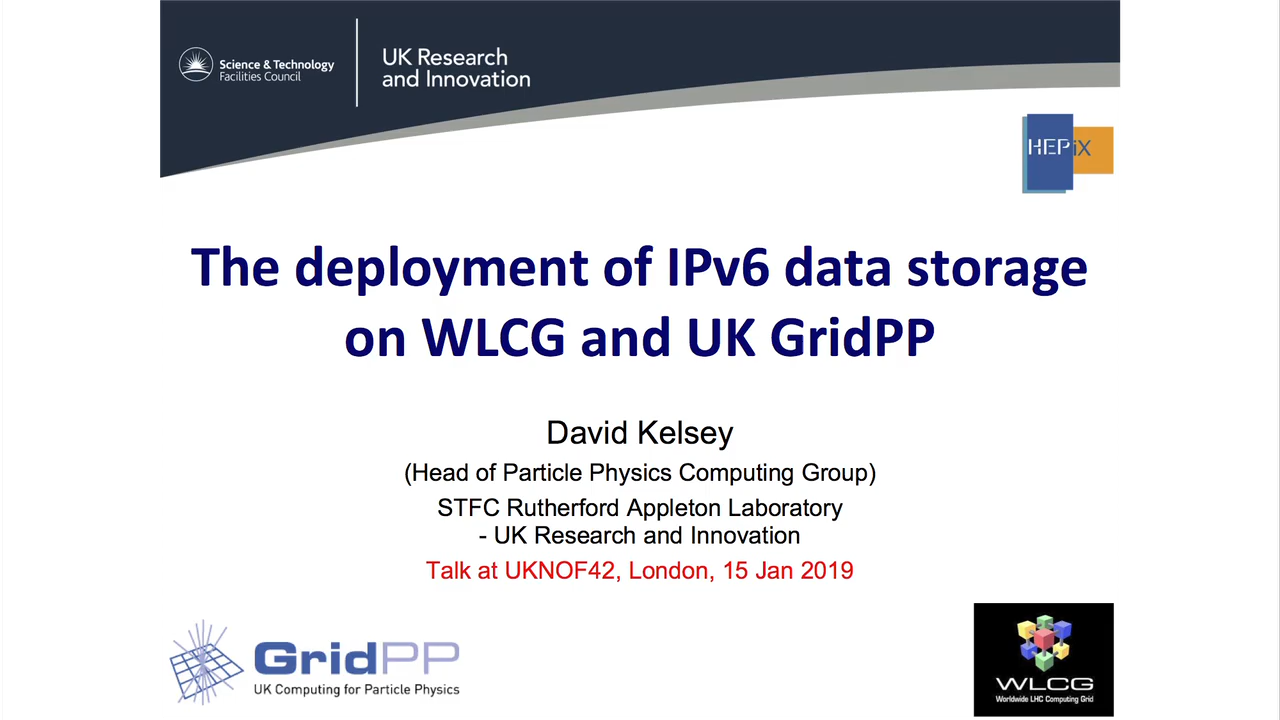 Science & Technology
Facilities Council
UK Research
and Innovation
HEPiX
The deployment of IPv6 data storage
on WLCG and UK GridPP
David Kelsey
(Head of Particle Physics Computing Group)
STFC Rutherford Appleton Laboratory
- UK Research and Innovation
Talk at UKNOF42, London, 15 Jan 2019
GridPP
UK Computing for Particle Physics
WLCG
Worldwide LHC Computing Grid